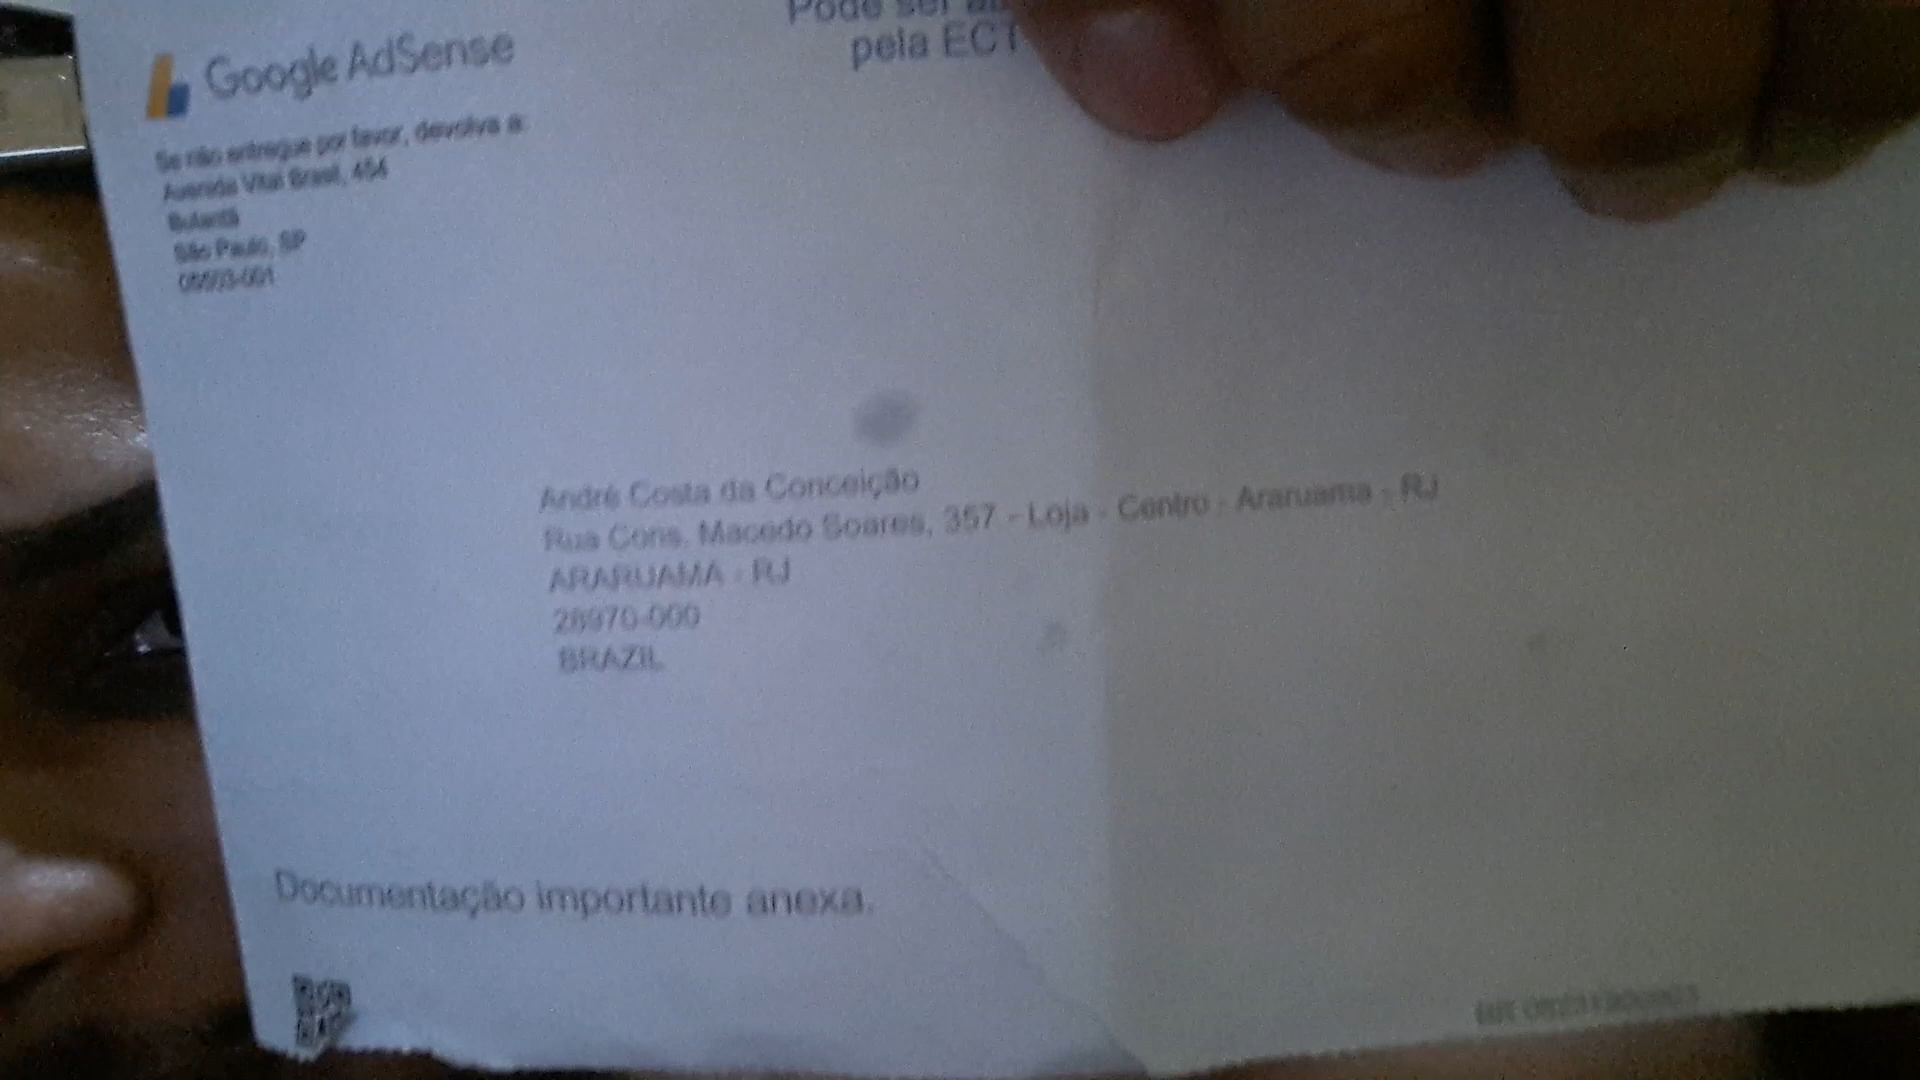 Google AdSense
Pode ser
pela ECT
Se não entregue por favor, devolva a:
Avenida Vital Brasil, 454
Butantã
São Paulo, SP
André Costa da Conceição
Rua Cons. Macedo Soares, 357 - Loja - Centro - Araruama - RJ
ARARUAMA - RJ
28970-000
BRAZIL
Documentação importante anexa.